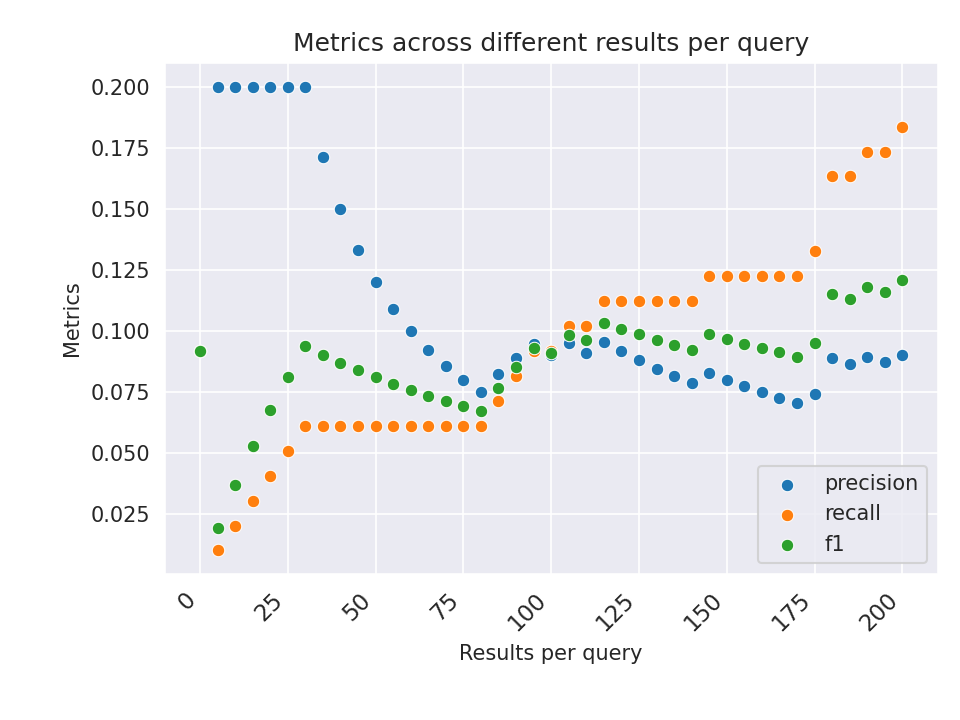 Metrics across different results per query
0.200
0.175
0.150
0.125
0.100
0.075
0.050
0.025
Metrics
precision
recall
f1
0 25 50 75 100 125 150 175 200
Results per query